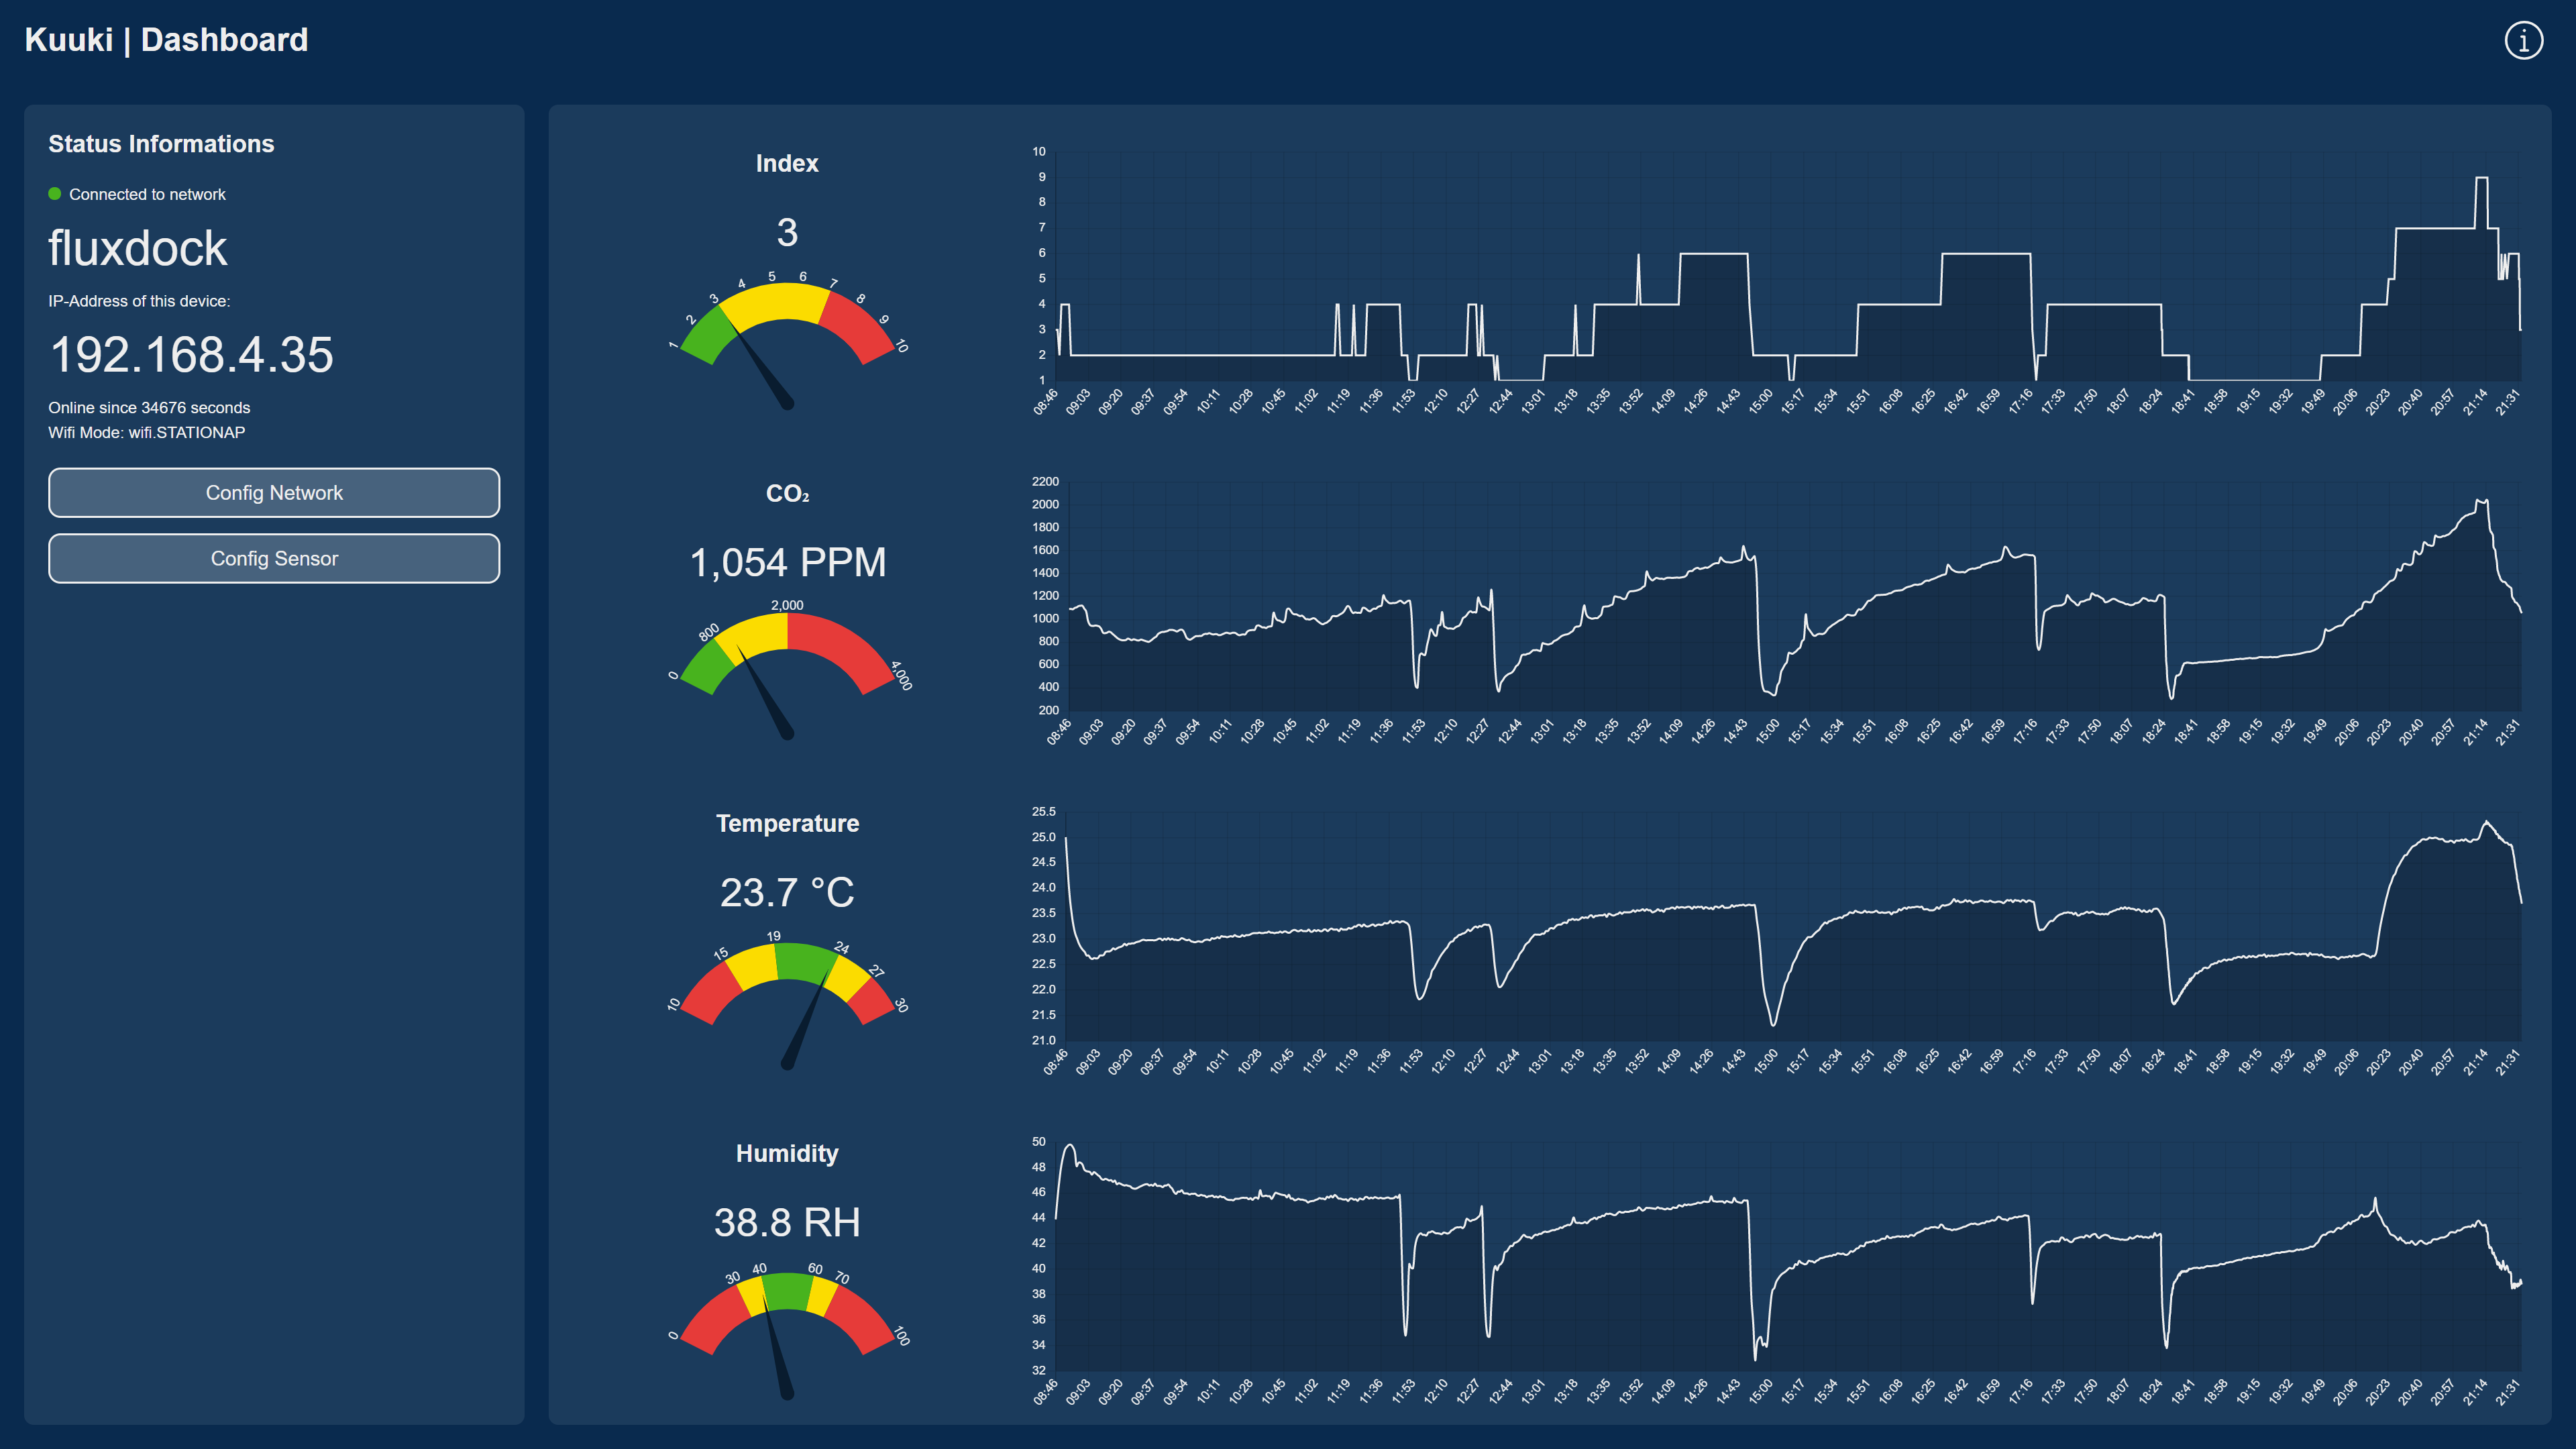 Kuuki | Dashboard
Status Informations
Connected to network
fluxdock
IP-Address of this device:
192.168.4.35
Online since 34676 seconds
Wifi Mode: wifi.STATIONAP
Config Network
Config Sensor
Index
3
1 2 3 4 5 6 7 8 9 10
10
9
8
7
6
5
4
3
2
1
08:46 09:03 09:20 09:37 09:54 10:11 10:28 10:45 11:02 11:19 11:36 11:53 12:10 12:27 12:44 13:01 13:18 13:35 13:52 14:09 14:26 14:43 15:00 15:17 15:34 15:51 16:08 16:25 16:42 16:59 17:16 17:33 17:50 18:07 18:24 18:41 18:58 19:15 19:32 19:49 20:06 20:23 20:40 20:57 21:14 21:31
CO₂
1,054 PPM
0 800 2,000 4,000
2200
2000
1800
1600
1400
1200
1000
800
600
400
200
08:46 09:03 09:20 09:37 09:54 10:11 10:28 10:45 11:02 11:19 11:36 11:53 12:10 12:27 12:44 13:01 13:18 13:35 13:52 14:09 14:26 14:43 15:00 15:17 15:34 15:51 16:08 16:25 16:42 16:59 17:16 17:33 17:50 18:07 18:24 18:41 18:58 19:15 19:32 19:49 20:06 20:23 20:40 20:57 21:14 21:31
Temperature
23.7 °C
10 15 19 24 27 30
25.5
25.0
24.5
24.0
23.5
23.0
22.5
22.0
21.5
21.0
08:46 09:03 09:20 09:37 09:54 10:11 10:28 10:45 11:02 11:19 11:36 11:53 12:10 12:27 12:44 13:01 13:18 13:35 13:52 14:09 14:26 14:43 15:00 15:17 15:34 15:51 16:08 16:25 16:42 16:59 17:16 17:33 17:50 18:07 18:24 18:41 18:58 19:15 19:32 19:49 20:06 20:23 20:40 20:57 21:14 21:31
Humidity
38.8 RH
0 30 40 60 70 100
50
48
46
44
42
40
38
36
34
32
08:46 09:03 09:20 09:37 09:54 10:11 10:28 10:45 11:02 11:19 11:36 11:53 12:10 12:27 12:44 13:01 13:18 13:35 13:52 14:09 14:26 14:43 15:00 15:17 15:34 15:51 16:08 16:25 16:42 16:59 17:16 17:33 17:50 18:07 18:24 18:41 18:58 19:15 19:32 19:49 20:06 20:23 20:40 20:57 21:14 21:31